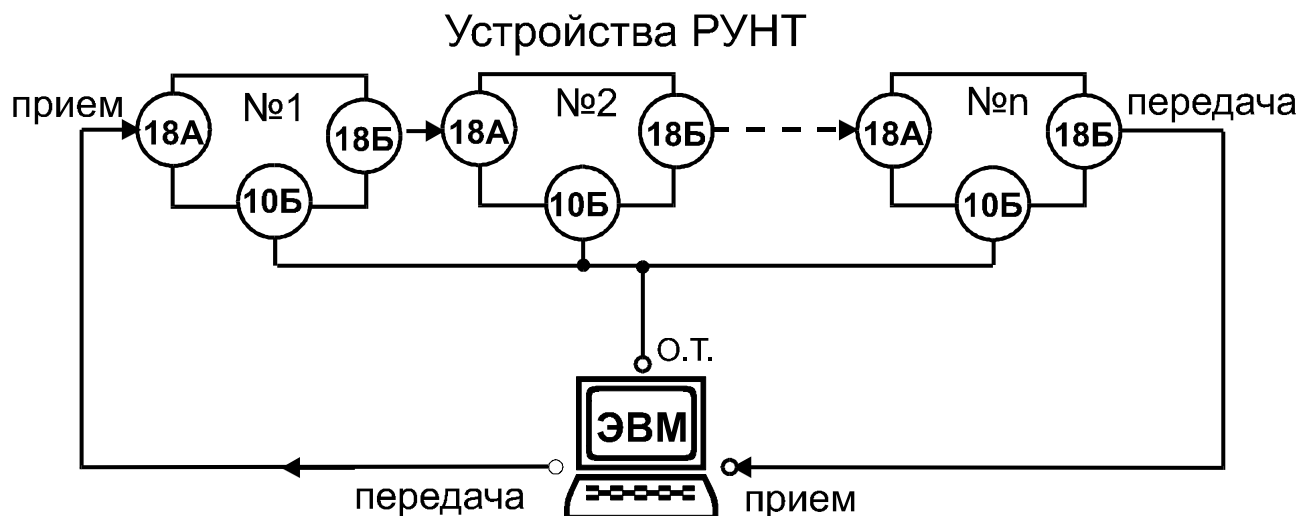 Устройства РУНТ
прием
№1
№2
№n
передача
18А
18Б
18А
18Б
18А
18Б
10Б
10Б
10Б
О.Т.
ЭВМ
передача
прием